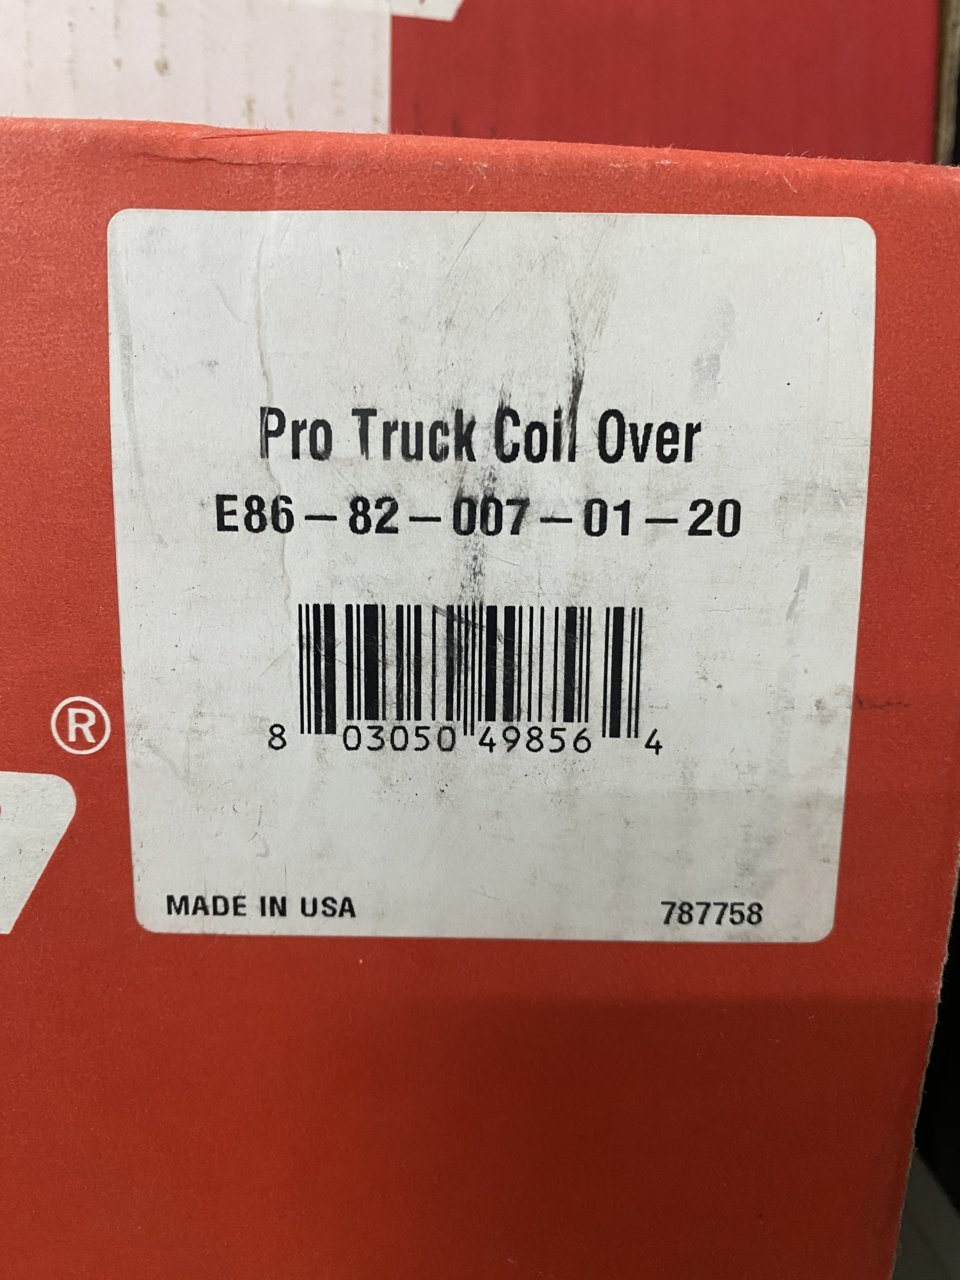 Pro Truck Coil Over
E86-82-007-01-20
8 03050 49856 4
®
MADE IN USA 787758